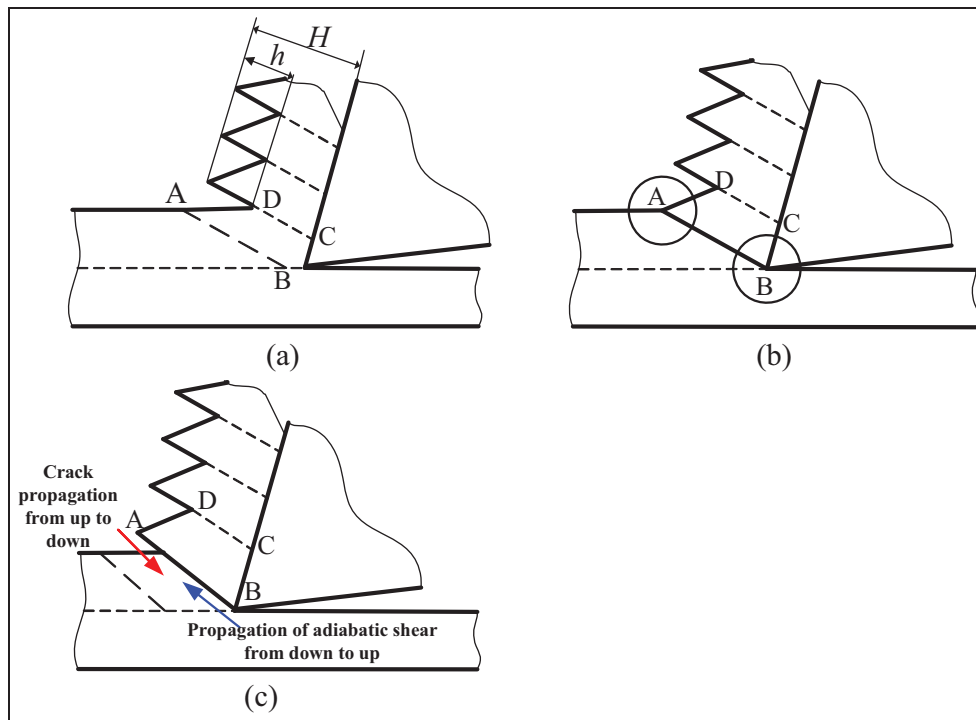 H
h
A
D
C
B
(a)
A
D
C
B
(b)
Crack
propagation
from up to
down
A
D
C
B
Propagation of adiabatic shear
from down to up
(c)